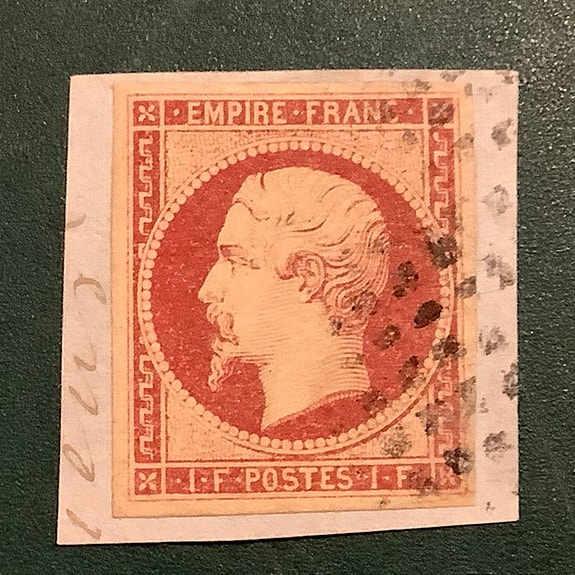 · EMPIRE · FRANC ·
· 1 · F · POSTES · 1 · F ·